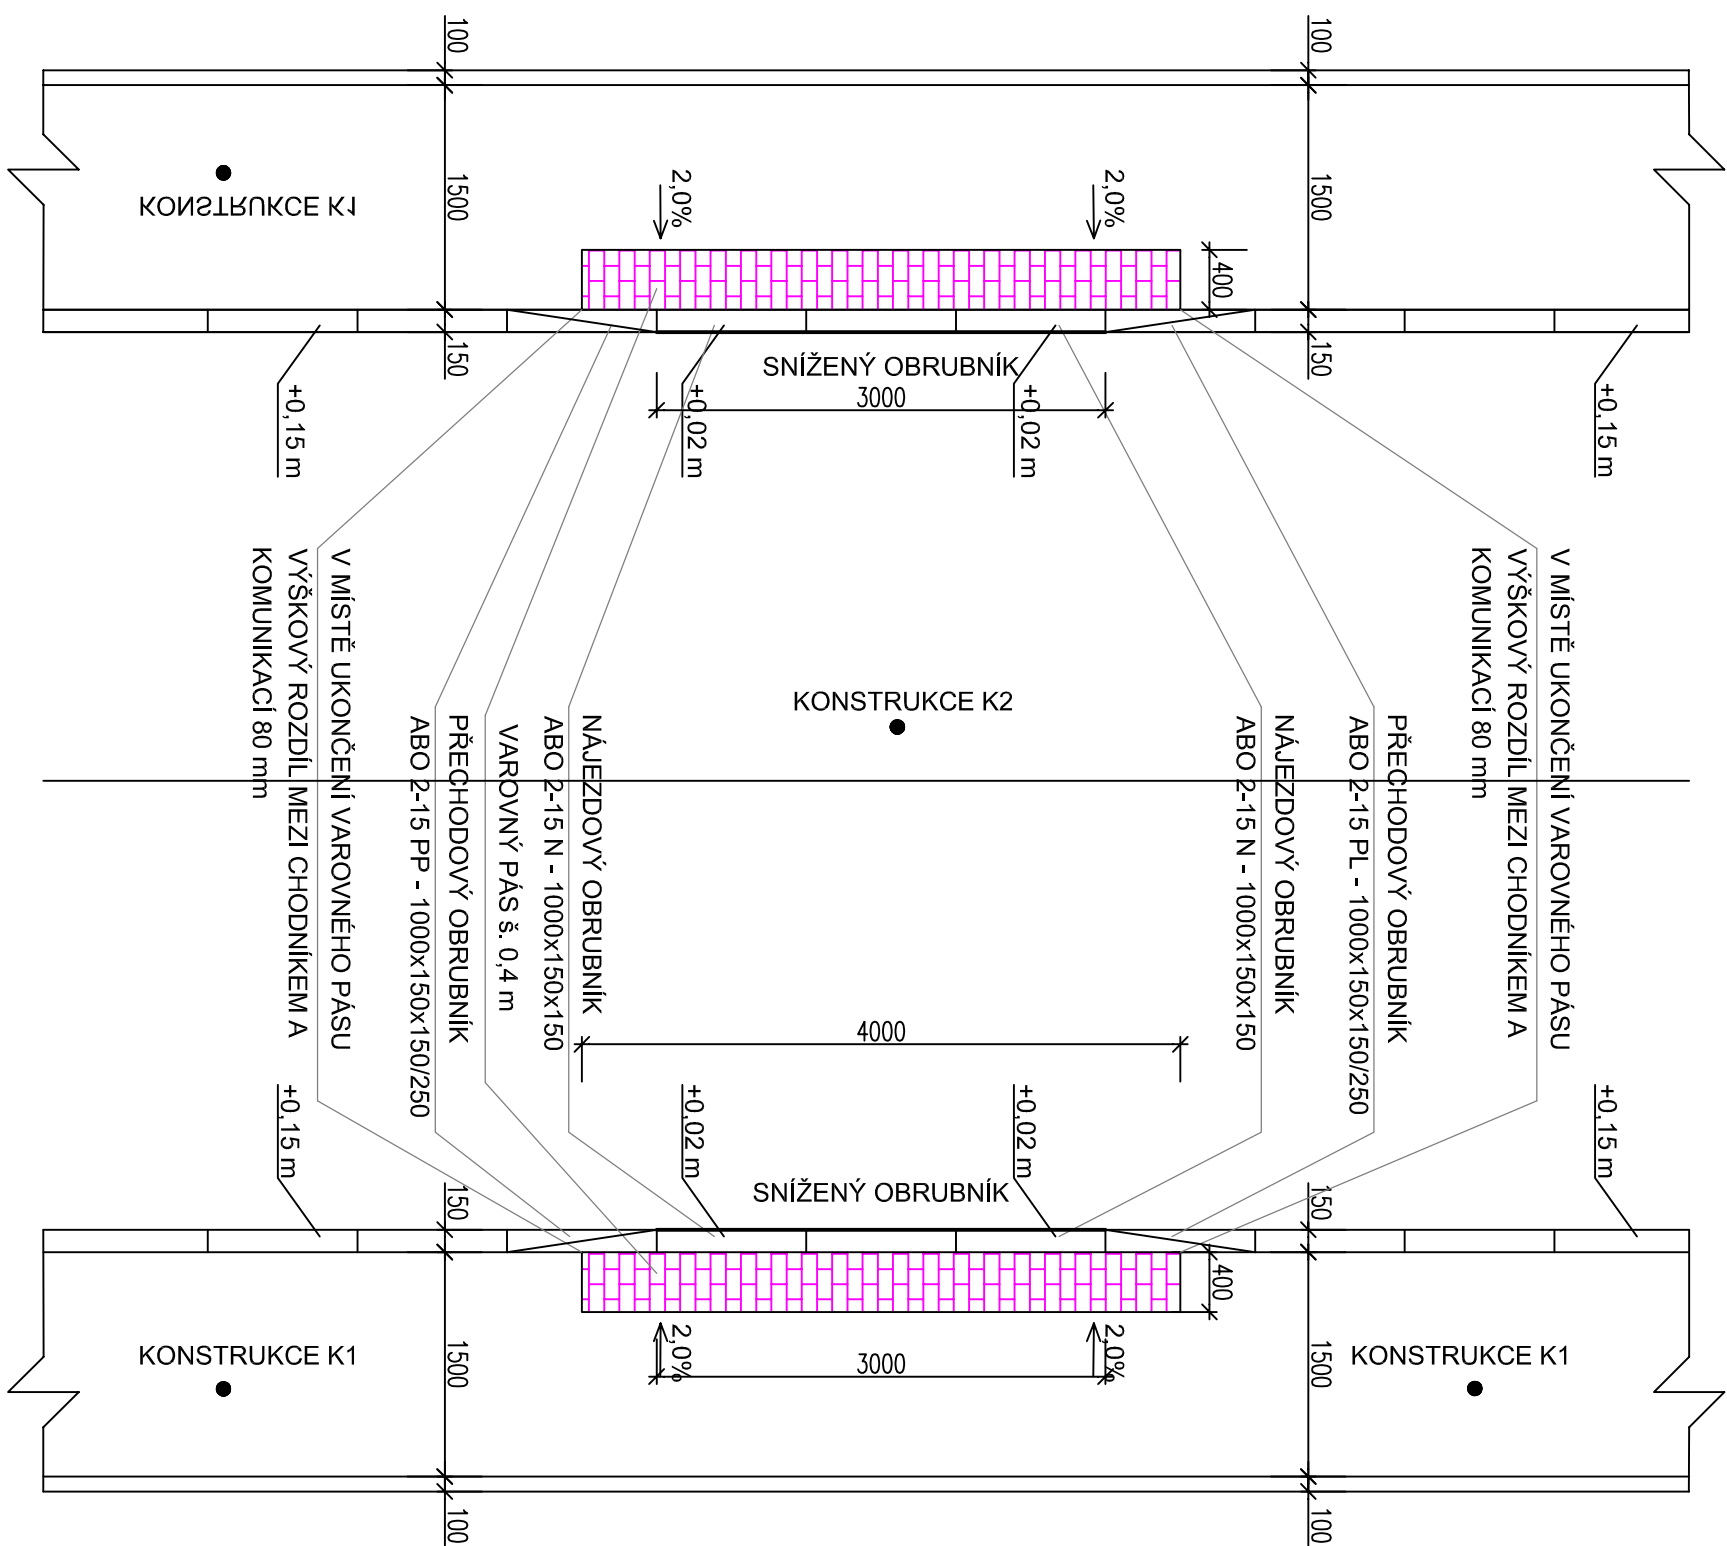 100
100
1500
1500
2,0%
2,0%
KONSTRUKCE K1
400
150
150
SNÍŽENÝ OBRUBNÍK
3000
+0,15 m
+0,02 m
+0,02 m
+0,15 m
V MÍSTĚ UKONČENÍ VAROVNÉHO PÁSU
VÝŠKOVÝ ROZDÍL MEZI CHODNÍKEM A
KOMUNIKACÍ 80 mm
PŘECHODOVÝ OBRUBNÍK
ABO 2-15 PP - 1000x150x150/250
VAROVNÝ PÁS š. 0,4 m
NÁJEZDOVÝ OBRUBNÍK
ABO 2-15 N - 1000x150x150
KONSTRUKCE K2
NÁJEZDOVÝ OBRUBNÍK
ABO 2-15 N - 1000x150x150
PŘECHODOVÝ OBRUBNÍK
ABO 2-15 PL - 1000x150x150/250
V MÍSTĚ UKONČENÍ VAROVNÉHO PÁSU
VÝŠKOVÝ ROZDÍL MEZI CHODNÍKEM A
KOMUNIKACÍ 80 mm
4000
+0,15 m
+0,02 m
+0,02 m
+0,15 m
SNÍŽENÝ OBRUBNÍK
150
150
400
2,0%
2,0%
3000
KONSTRUKCE K1
KONSTRUKCE K1
1500
1500
100
100